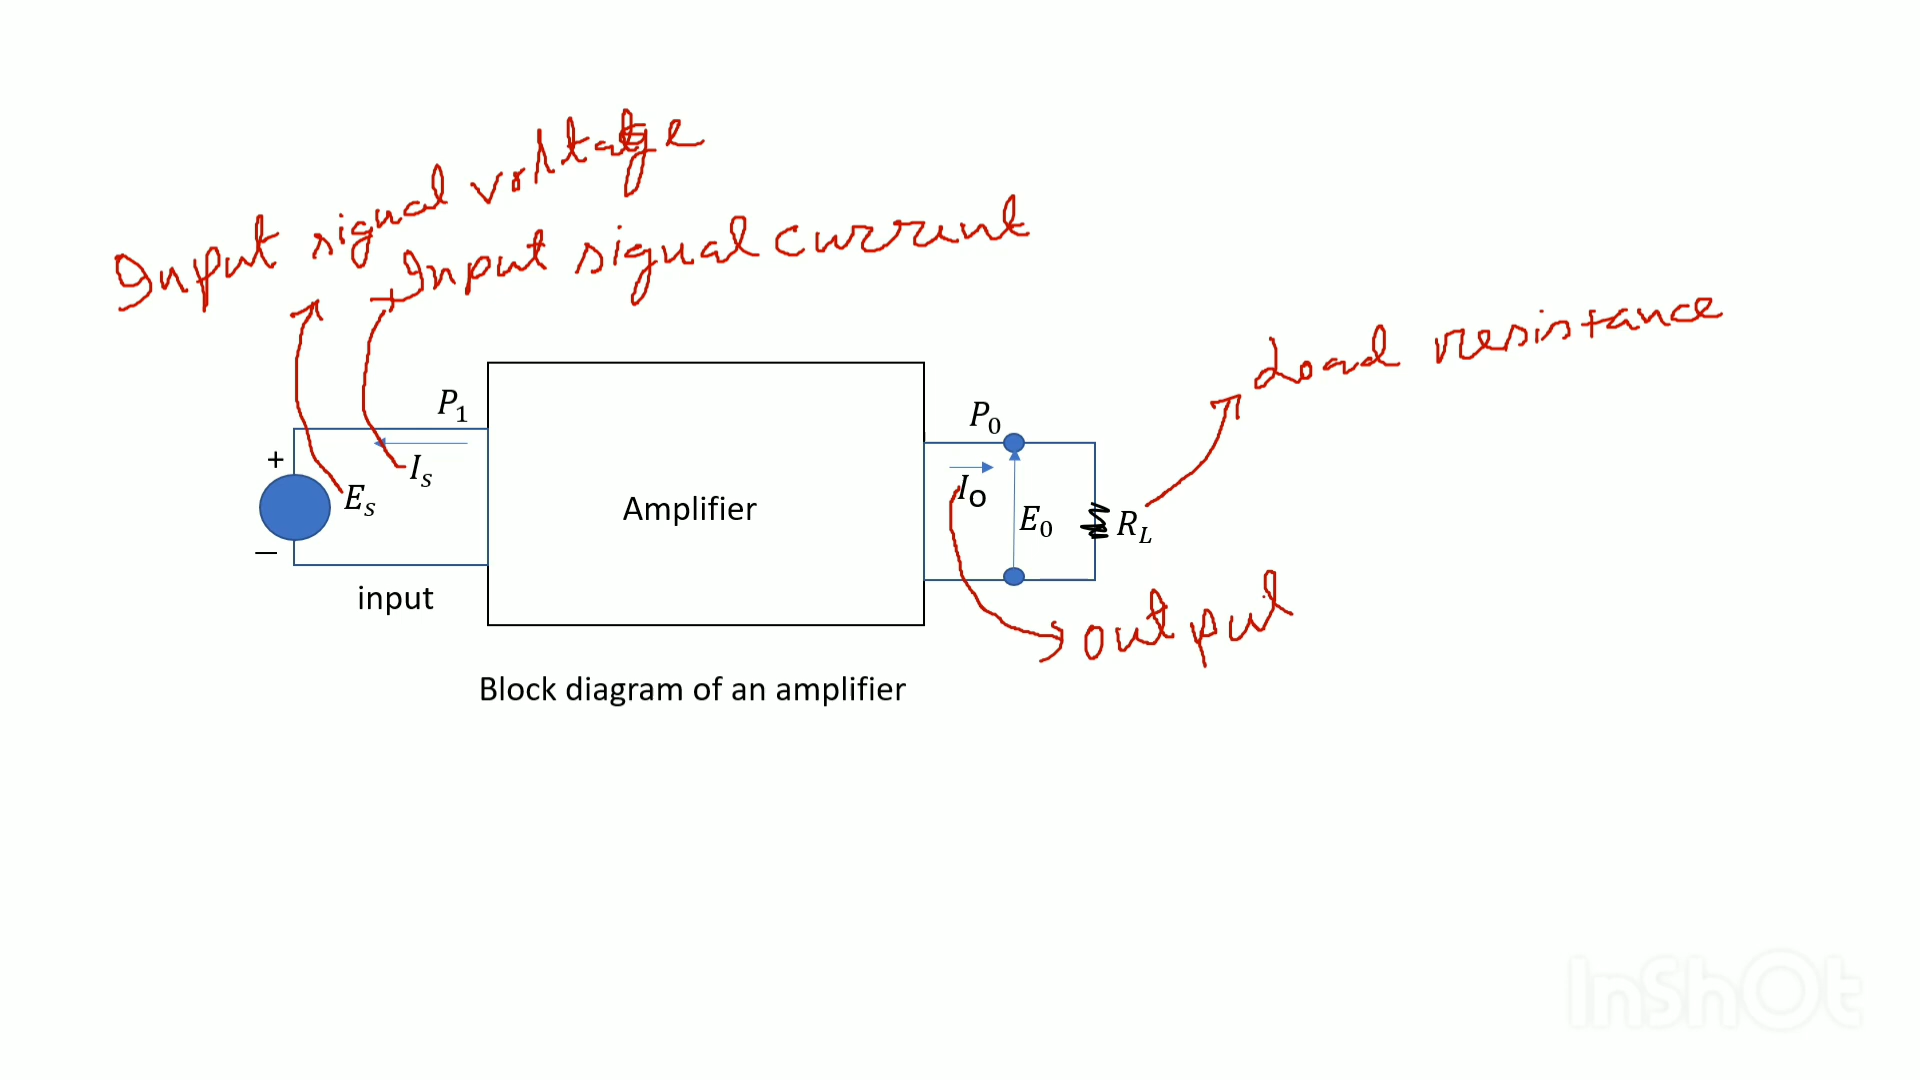 Input signal voltage
Input signal current
Load resistance
P₁
P₀
+
Iₛ
Eₛ
Io
Amplifier
E₀
R_L
−
input
output
Block diagram of an amplifier
InShOt